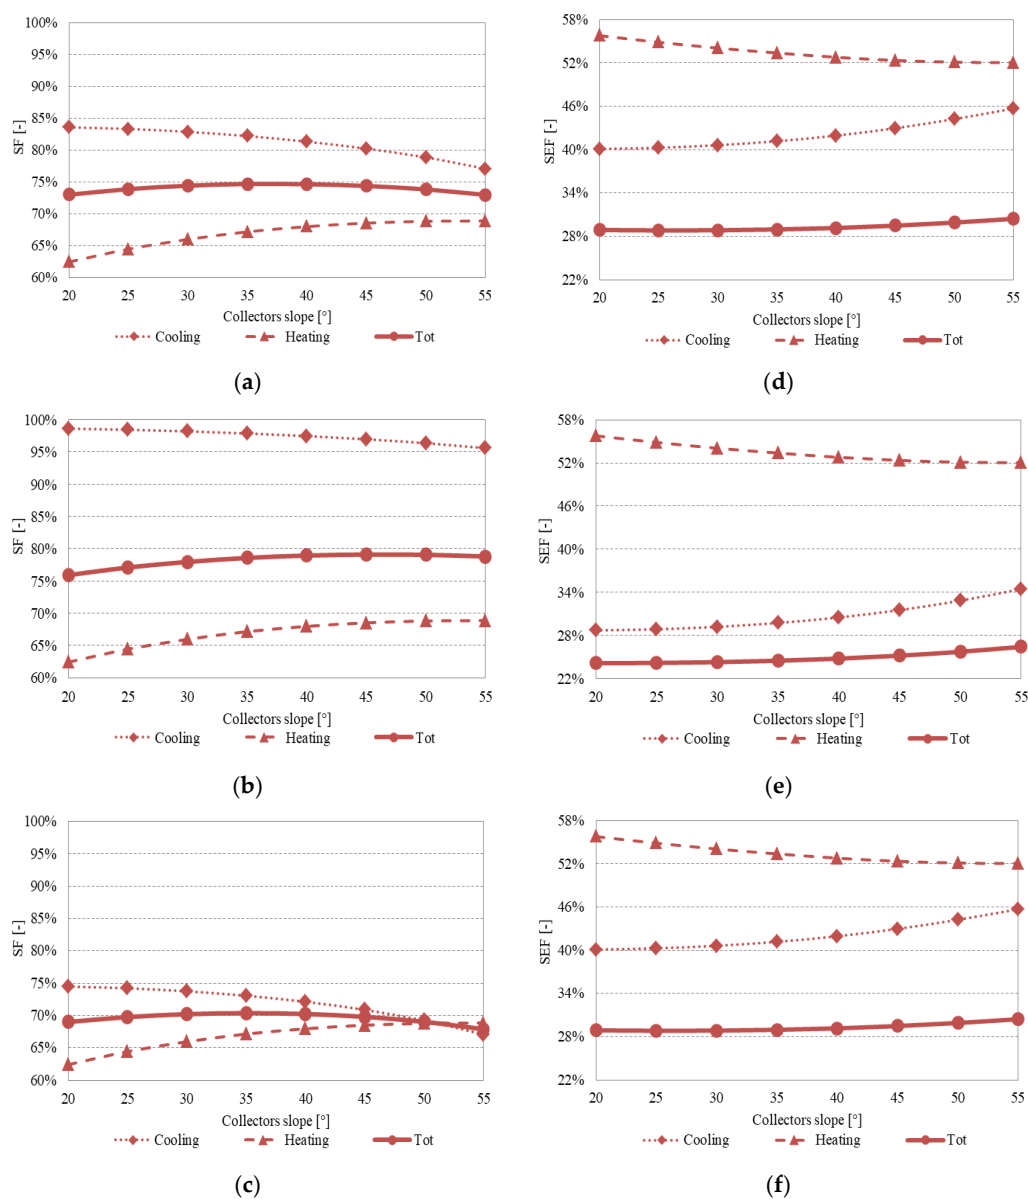 100%
95%
90%
85%
80%
75%
70%
65%
60%
SF [-]
20 25 30 35 40 45 50 55
Collectors slope [°]
Cooling Heating Tot
(a)
58%
52%
46%
40%
34%
28%
22%
SEF [-]
20 25 30 35 40 45 50 55
Collectors slope [°]
Cooling Heating Tot
(d)
100%
95%
90%
85%
80%
75%
70%
65%
60%
SF [-]
20 25 30 35 40 45 50 55
Collectors slope [°]
Cooling Heating Tot
(b)
58%
52%
46%
40%
34%
28%
22%
SEF [-]
20 25 30 35 40 45 50 55
Collectors slope [°]
Cooling Heating Tot
(e)
100%
95%
90%
85%
80%
75%
70%
65%
60%
SF [-]
20 25 30 35 40 45 50 55
Collectors slope [°]
Cooling Heating Tot
(c)
58%
52%
46%
40%
34%
28%
22%
SEF [-]
20 25 30 35 40 45 50 55
Collectors slope [°]
Cooling Heating Tot
(f)